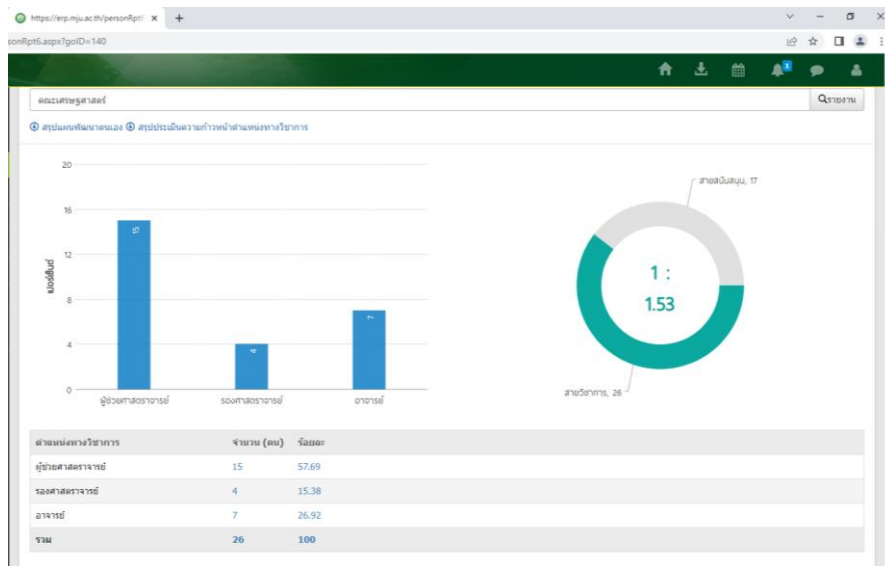 https://erp.mju.ac.th/personRpt
sonRpt6.aspx?goID=140
1
คณะเศรษฐศาสตร์
รายงาน
สรุปแผนพัฒนาตนเอง สรุปประเมินความก้าวหน้าตำแหน่งทางวิชาการ
20
16
12
8
4
0
เปอร์เซ็นต์
15
4
7
ผู้ช่วยศาสตราจารย์ รองศาสตราจารย์ อาจารย์
สายสนับสนุน, 17
1 :
1.53
สายวิชาการ, 26
ตำแหน่งทางวิชาการ จำนวน (คน) ร้อยละ
ผู้ช่วยศาสตราจารย์ 15 57.69
รองศาสตราจารย์ 4 15.38
อาจารย์ 7 26.92
รวม 26 100